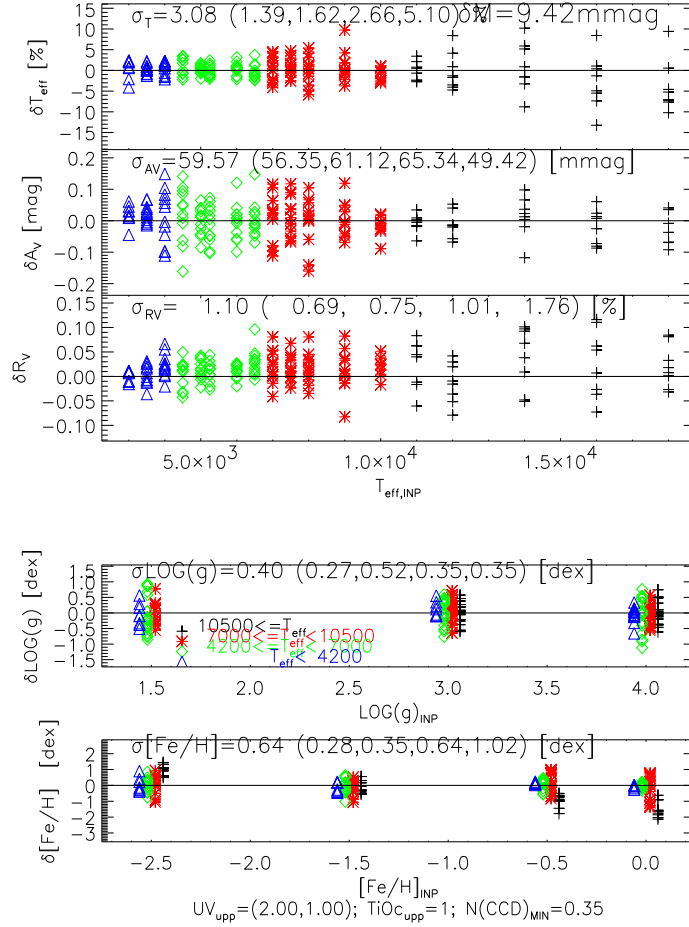 σT=3.08 (1.39,1.62,2.66,5.10) δM=9.42mmag
15
10
5
0
-5
-10
-15
δTeff [%]
σAV=59.57 (56.35,61.12,65.34,49.42) [mmag]
0.2
0.1
0.0
-0.1
-0.2
δAV [mag]
σRV= 1.10 ( 0.69, 0.75, 1.01, 1.76) [%]
0.15
0.10
0.05
0.00
-0.05
-0.10
δRV
5.0×10³ 1.0×10⁴ 1.5×10⁴
Teff,INP
σLOG(g)=0.40 (0.27,0.52,0.35,0.35) [dex]
1.5
1.0
0.5
0.0
-0.5
-1.0
-1.5
δLOG(g) [dex]
10500<=Teff
7000<=Teff<10500
4200<=Teff< 7000
Teff< 4200
1.5 2.0 2.5 3.0 3.5 4.0
LOG(g)INP
σ[Fe/H]=0.64 (0.28,0.35,0.64,1.02) [dex]
2
1
0
-1
-2
-3
δ[Fe/H] [dex]
-2.5 -2.0 -1.5 -1.0 -0.5 0.0
[Fe/H]INP
UVupp=(2.00,1.00); TiOcupp=1; N(CCD)MIN=0.35